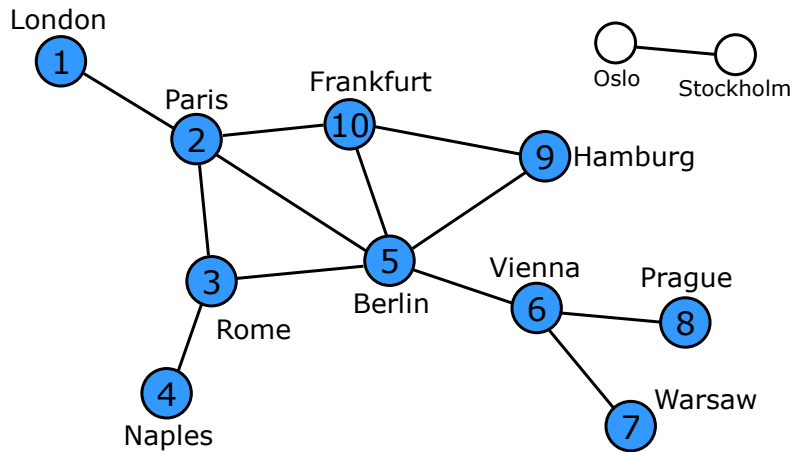 London
1
Paris
2
Frankfurt
10
Oslo
Stockholm
9
Hamburg
3
Rome
5
Berlin
Vienna
6
Prague
8
4
Naples
Warsaw
7